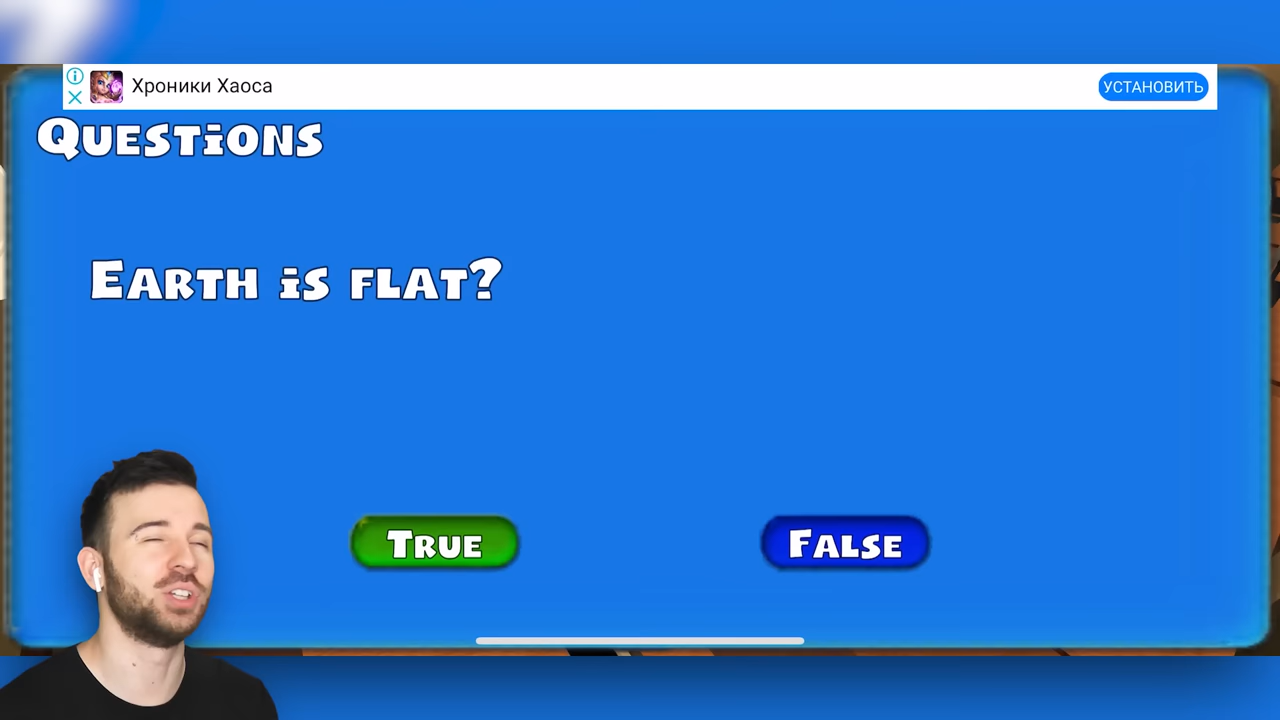 Хроники Хаоса
УСТАНОВИТЬ
Questions
Earth is flat?
True
False